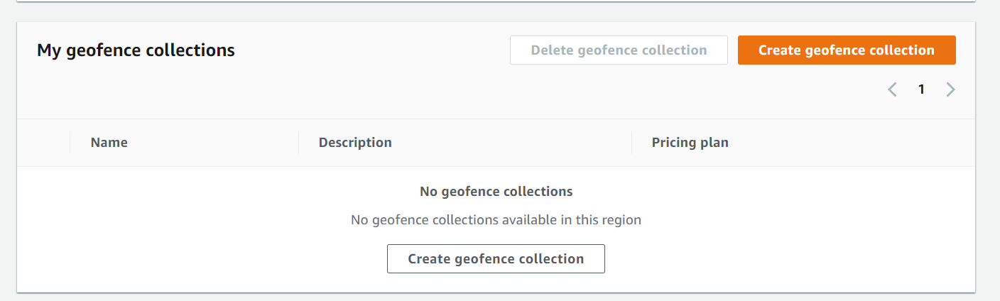 My geofence collections
Delete geofence collection
Create geofence collection
1
Name
Description
Pricing plan
No geofence collections
No geofence collections available in this region
Create geofence collection